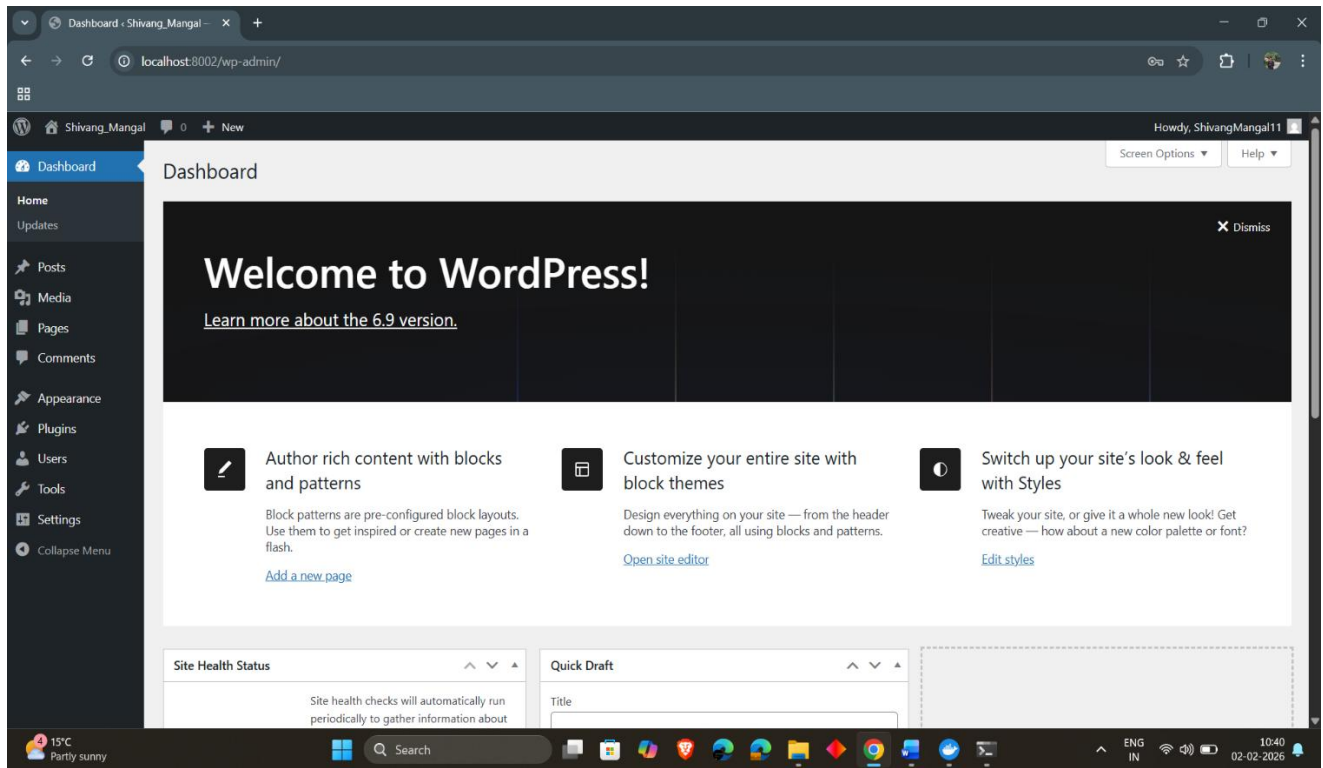 Dashboard ‹ Shivang_Mangal —
localhost:8002/wp-admin/
Shivang_Mangal 0 New
Howdy, ShivangMangal11
Dashboard
Home
Updates
Posts
Media
Pages
Comments
Appearance
Plugins
Users
Tools
Settings
Collapse Menu
Dashboard
Screen Options
Help
Dismiss
Welcome to WordPress!
Learn more about the 6.9 version.
Author rich content with blocks
and patterns
Block patterns are pre-configured block layouts.
Use them to get inspired or create new pages in a
flash.
Add a new page
Customize your entire site with
block themes
Design everything on your site — from the header
down to the footer, all using blocks and patterns.
Open site editor
Switch up your site's look & feel
with Styles
Tweak your site, or give it a whole new look! Get
creative — how about a new color palette or font?
Edit styles
Site Health Status
Site health checks will automatically run
periodically to gather information about
Quick Draft
Title
4
15°C
Partly sunny
Search
ENG
IN
10:40
02-02-2026